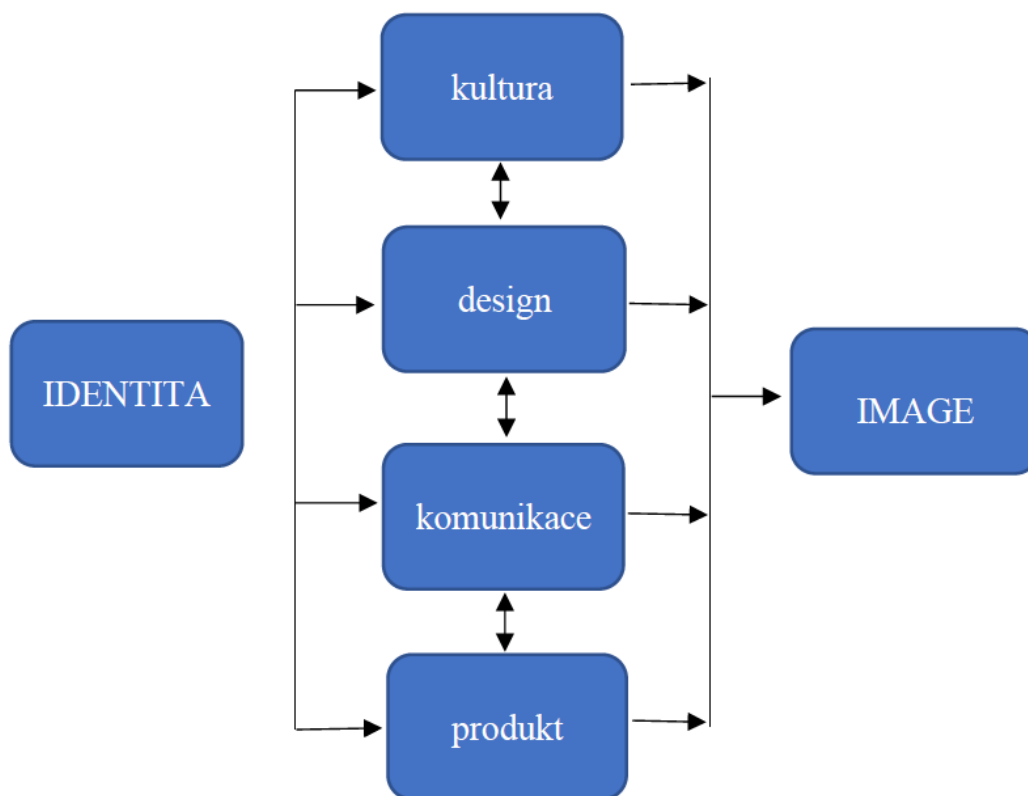 kultura
design
IDENTITA
IMAGE
komunikace
produkt